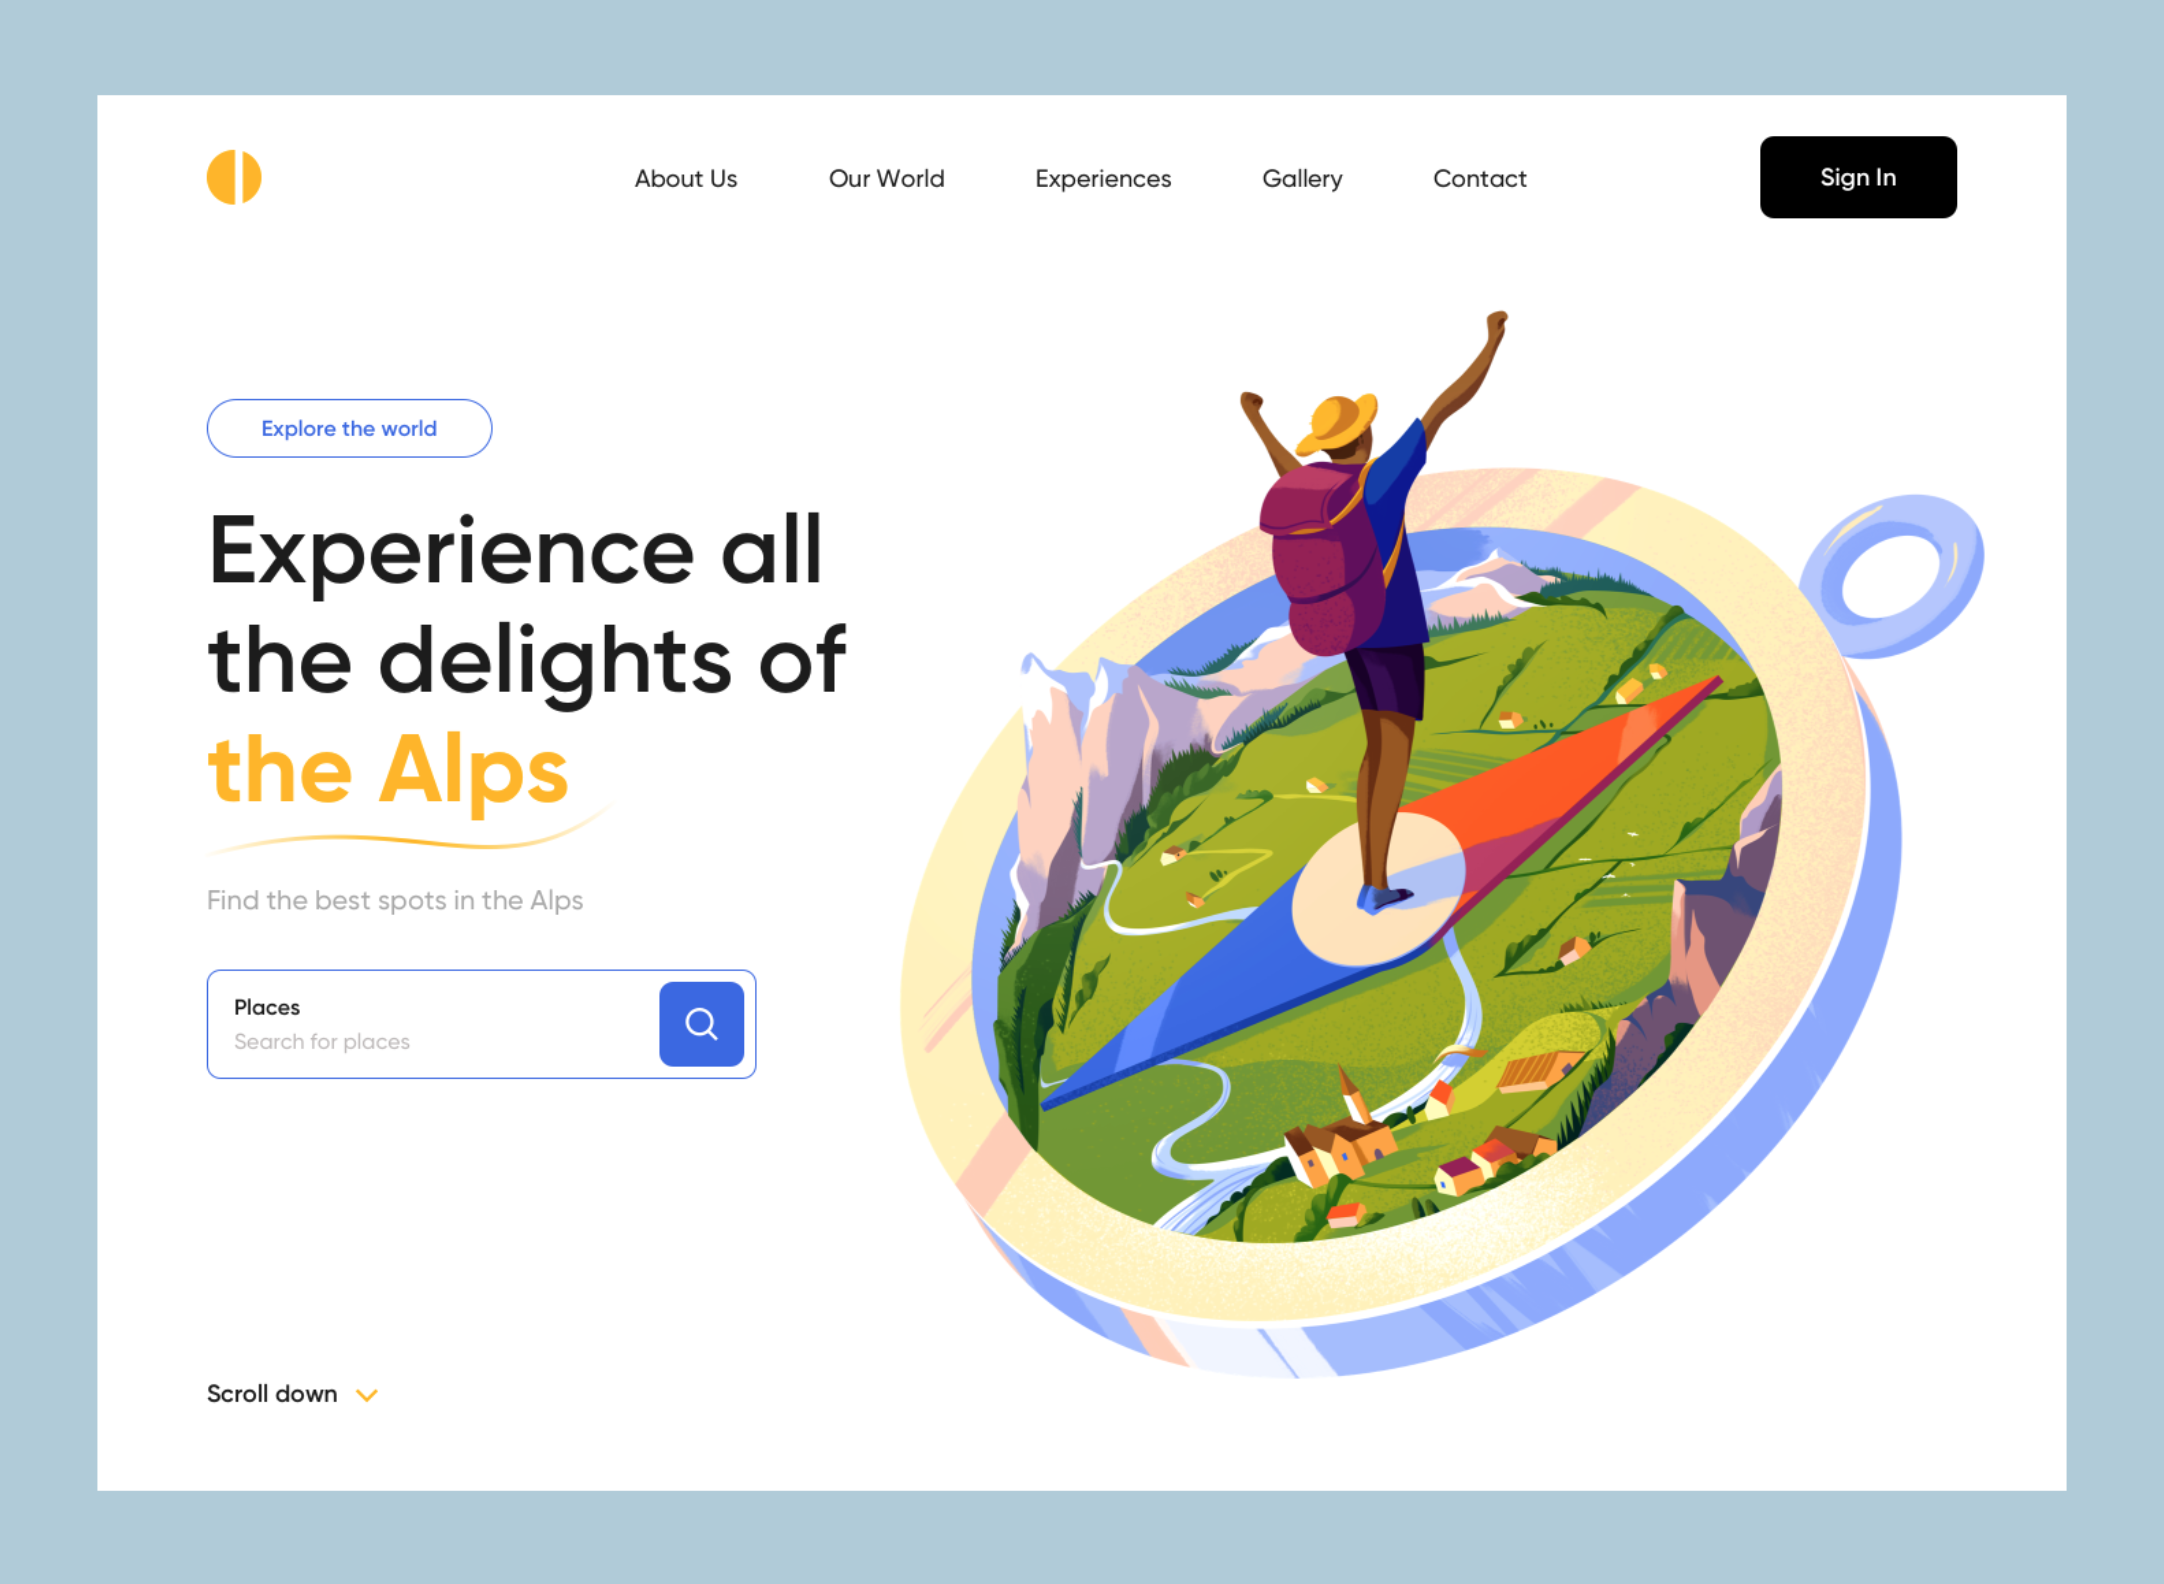 About Us Our World Experiences Gallery Contact Sign In
Explore the world
Experience all
the delights of
the Alps
Find the best spots in the Alps
Places
Search for places
Scroll down